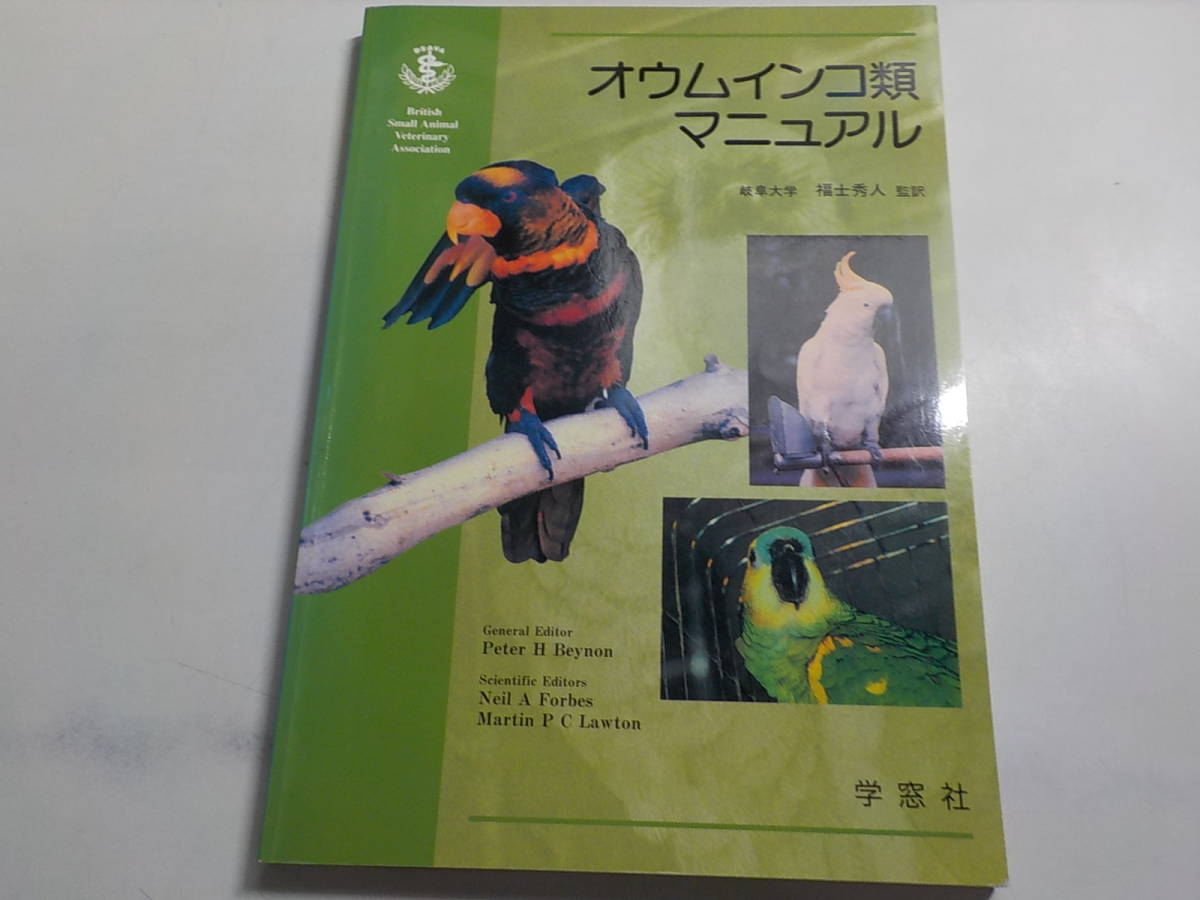 BSAVA
British
Small Animal
Veterinary
Association
オウムインコ類
マニュアル
岐阜大学 福士秀人 監訳
General Editor
Peter H Beynon
Scientific Editors
Neil A Forbes
Martin P C Lawton
学窓社